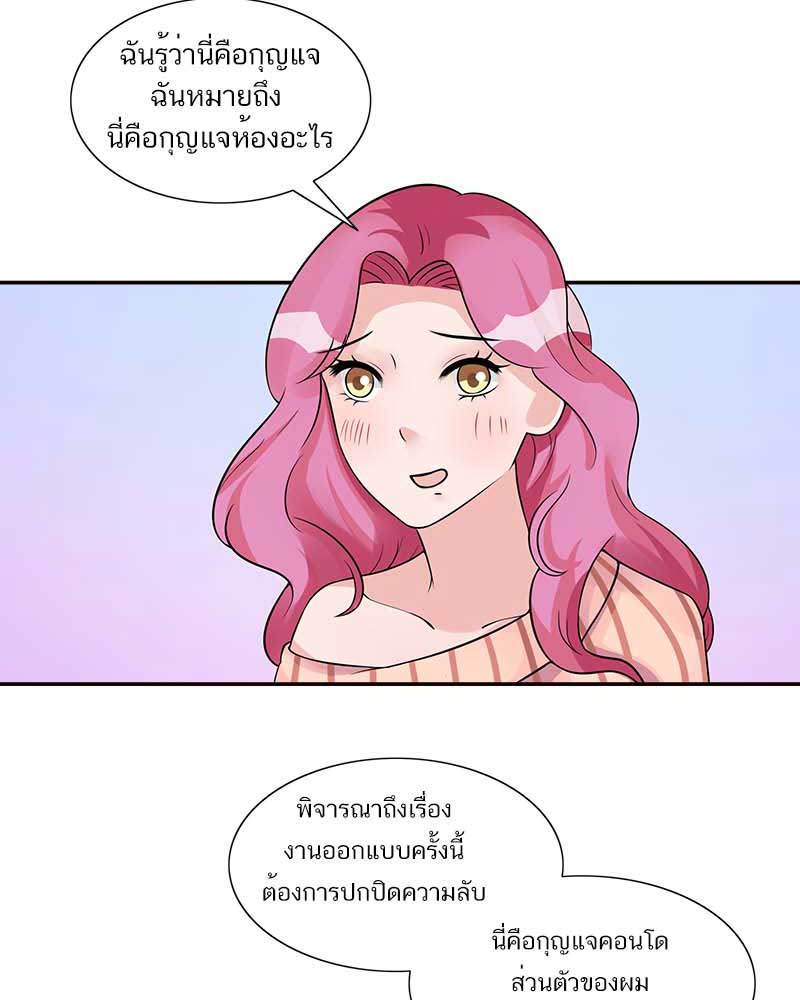 ฉันรู้ว่านี่คือกุญแจ
ฉันหมายถึง
นี่คือกุญแจห้องอะไร
พิจารณาถึงเรื่อง
งานออกแบบครั้งนี้
ต้องการปกปิดความลับ
นี่คือกุญแจคอนโด
ส่วนตัวของผม